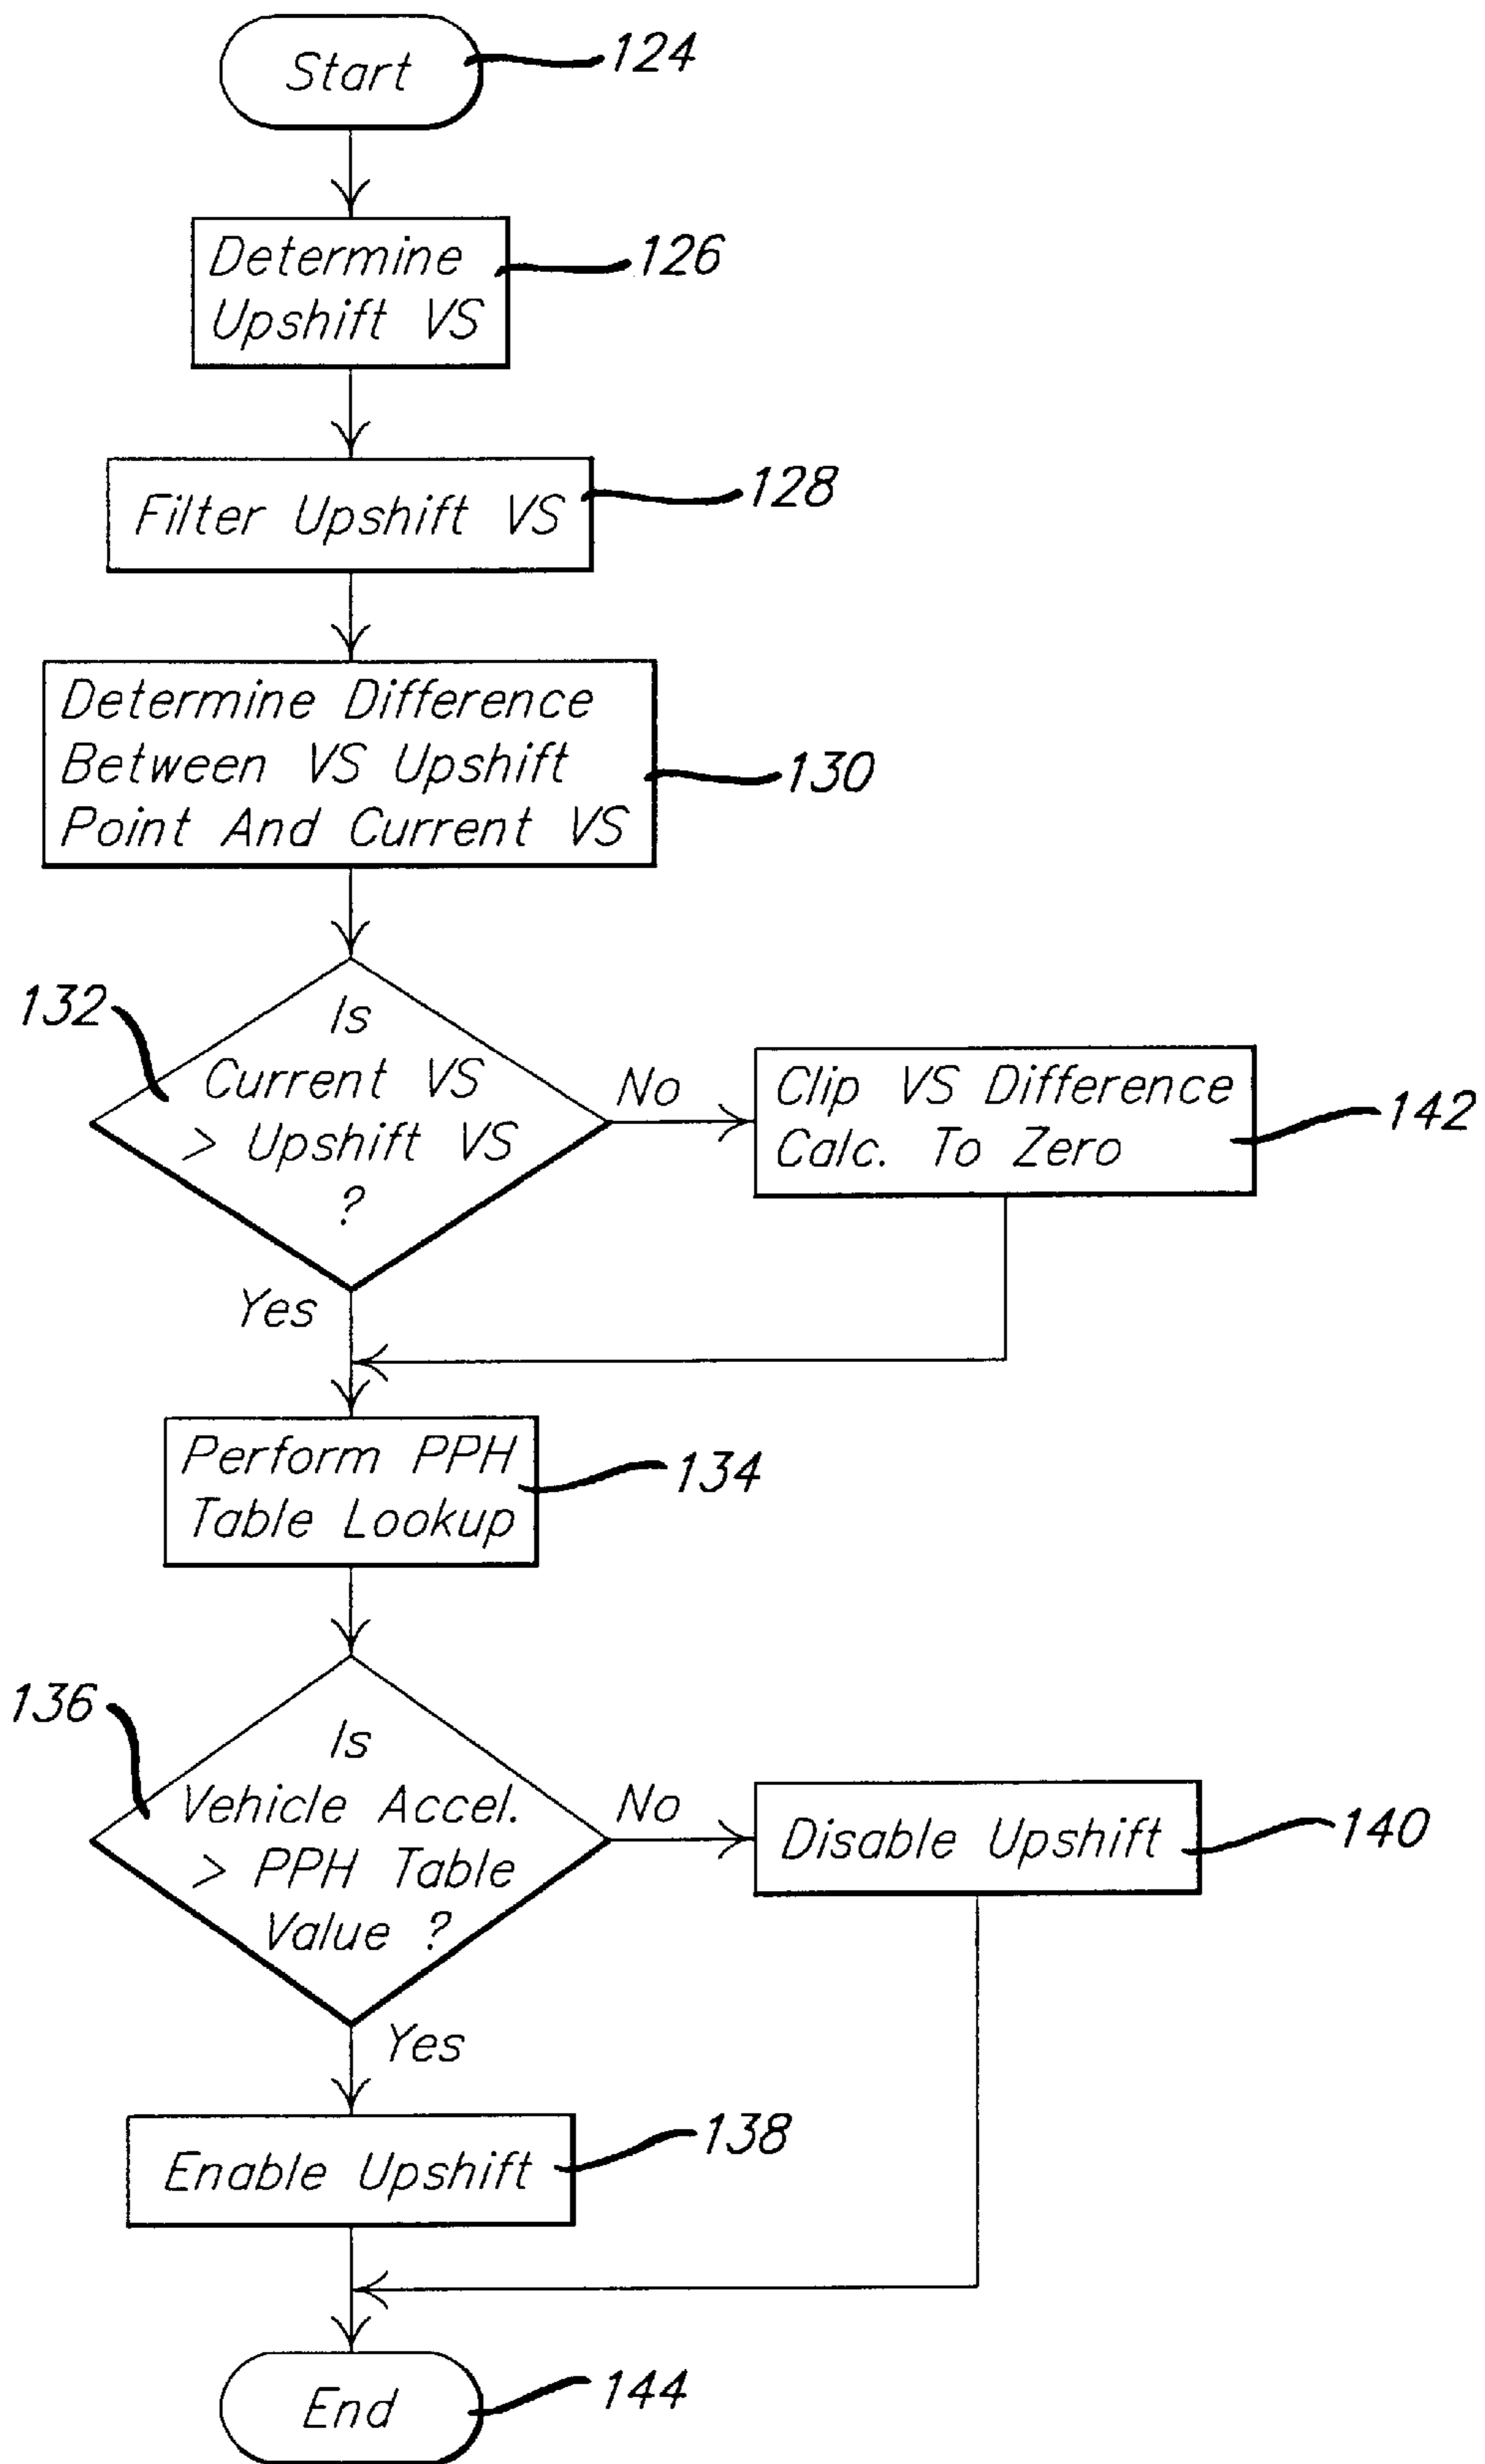 Start
124
Determine
Upshift VS
126
Filter Upshift VS
128
Determine Difference
Between VS Upshift
Point And Current VS
130
132
Is
Current VS
> Upshift VS
?
No
Clip VS Difference
Calc. To Zero
142
Yes
Perform PPH
Table Lookup
134
136
Is
Vehicle Accel.
> PPH Table
Value ?
No
Disable Upshift
140
Yes
Enable Upshift
138
End
144